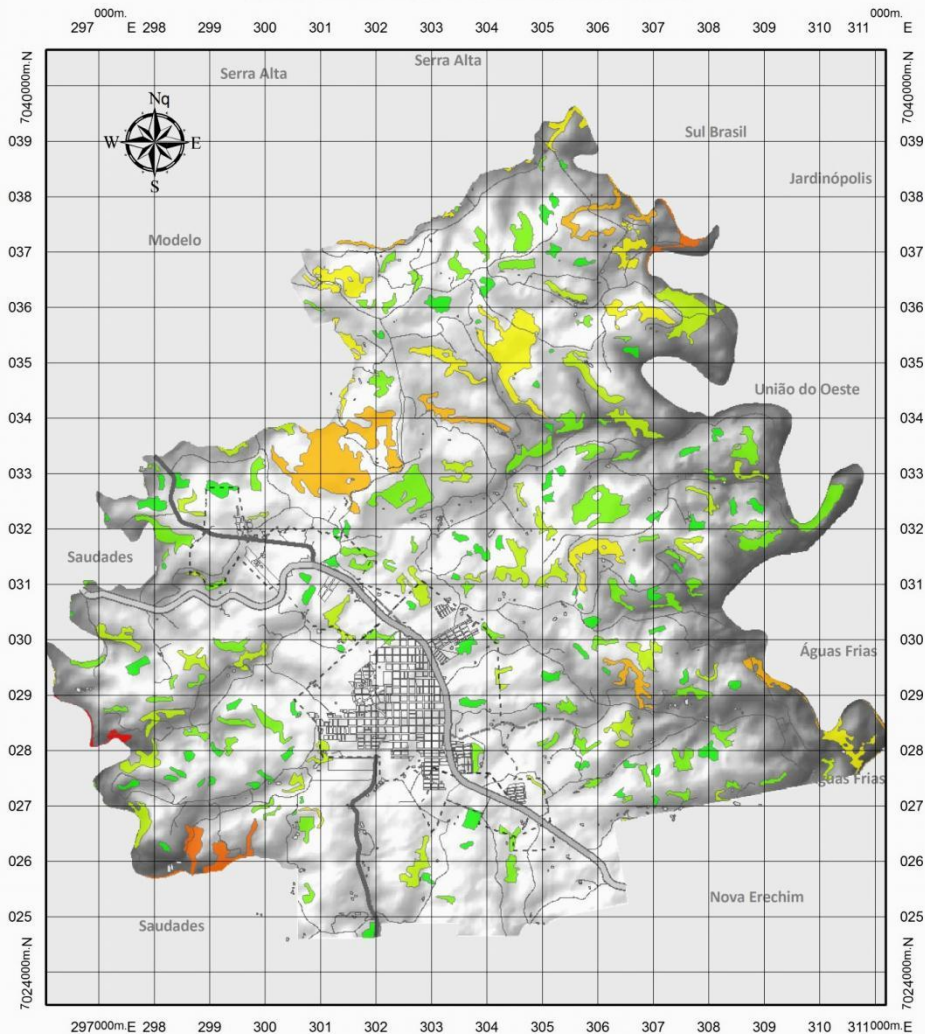 000m. 000m.
297 E 298 299 300 301 302 303 304 305 306 307 308 309 310 311 E
Serra Alta
Serra Alta
7040000m.N 7040000m.N
Nq
W E
S
039 Sul Brasil 039
038 Jardinópolis 038
Modelo
037 037
036 036
035 035
União do Oeste
034 034
033 033
032 032
Saudades
031 031
030 030
Águas Frias
029 029
028 028
Águas Frias
027 027
026 026
Nova Erechim
025 Saudades 025
7024000m.N 7024000m.N
297000m. E 298 299 300 301 302 303 304 305 306 307 308 309 310 311000m. E